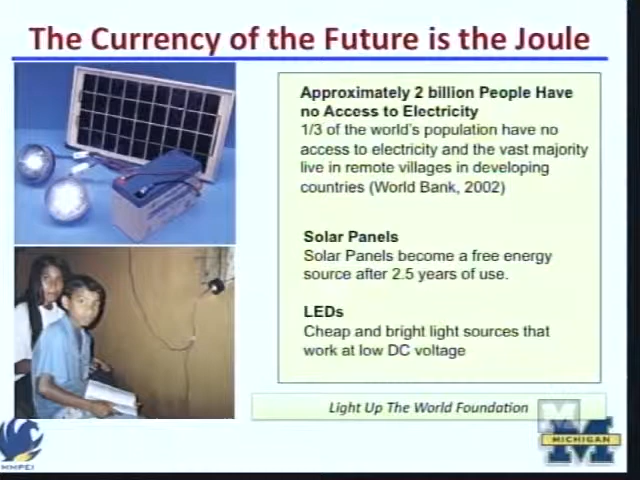 The Currency of the Future is the Joule
Approximately 2 billion People Have
no Access to Electricity
1/3 of the world's population have no
access to electricity and the vast majority
live in remote villages in developing
countries (World Bank, 2002)
Solar Panels
Solar Panels become a free energy
source after 2.5 years of use.
LEDs
Cheap and bright light sources that
work at low DC voltage
Light Up The World Foundation
MICHIGAN